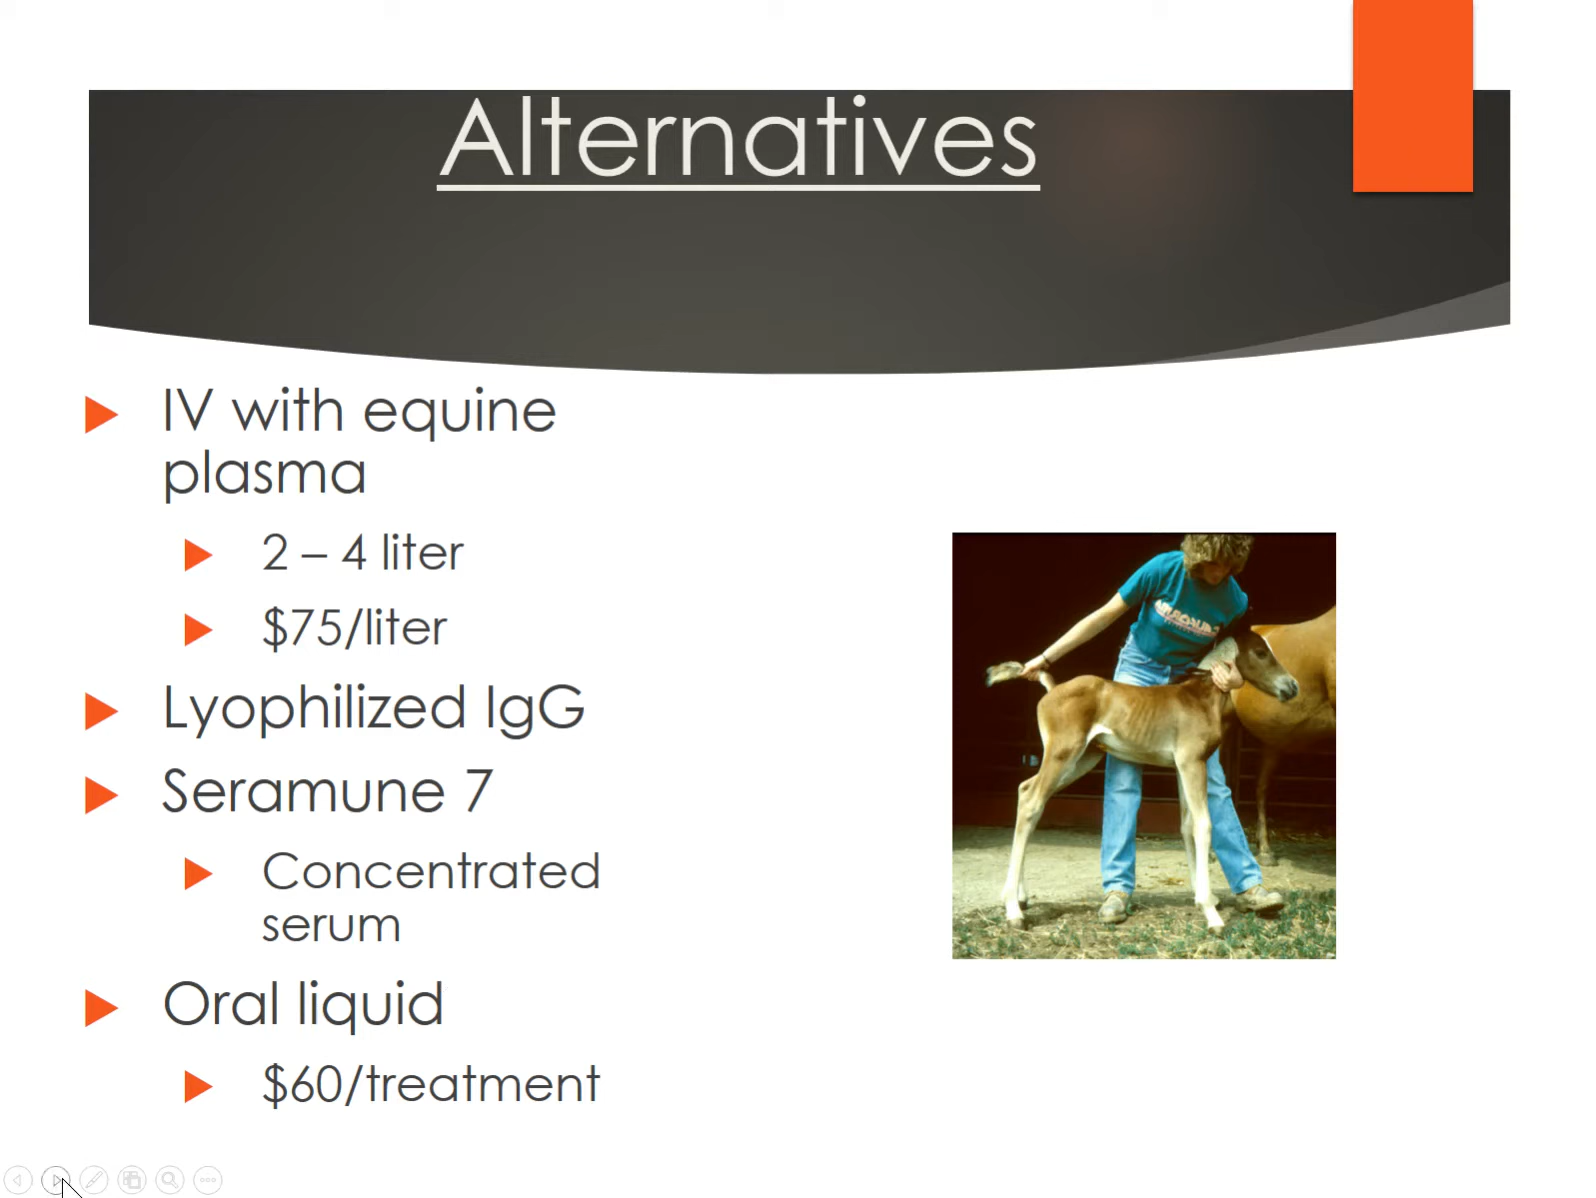 Alternatives
IV with equine
plasma
2 – 4 liter
$75/liter
Lyophilized IgG
Seramune 7
Concentrated
serum
Oral liquid
$60/treatment